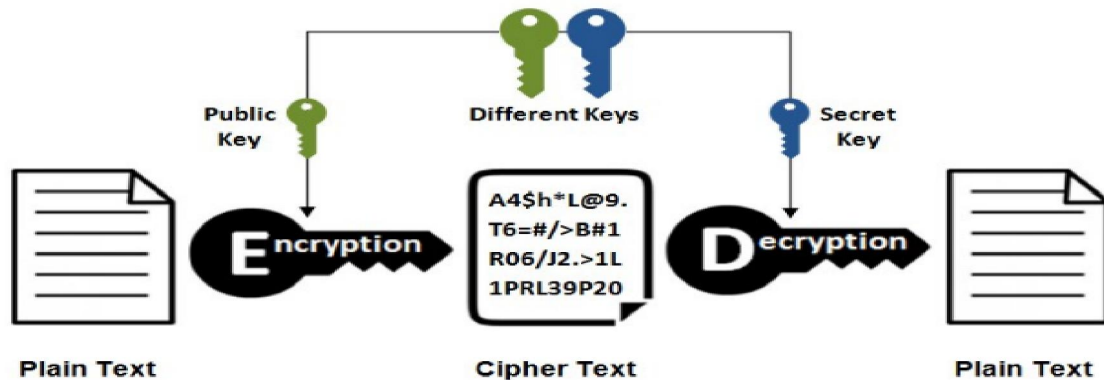 Public
Key
Different Keys
Secret
Key
Encryption
A4$h*L@9.
T6=#/>B#1
R06/J2.>1L
1PRL39P20
Decryption
Plain Text
Cipher Text
Plain Text